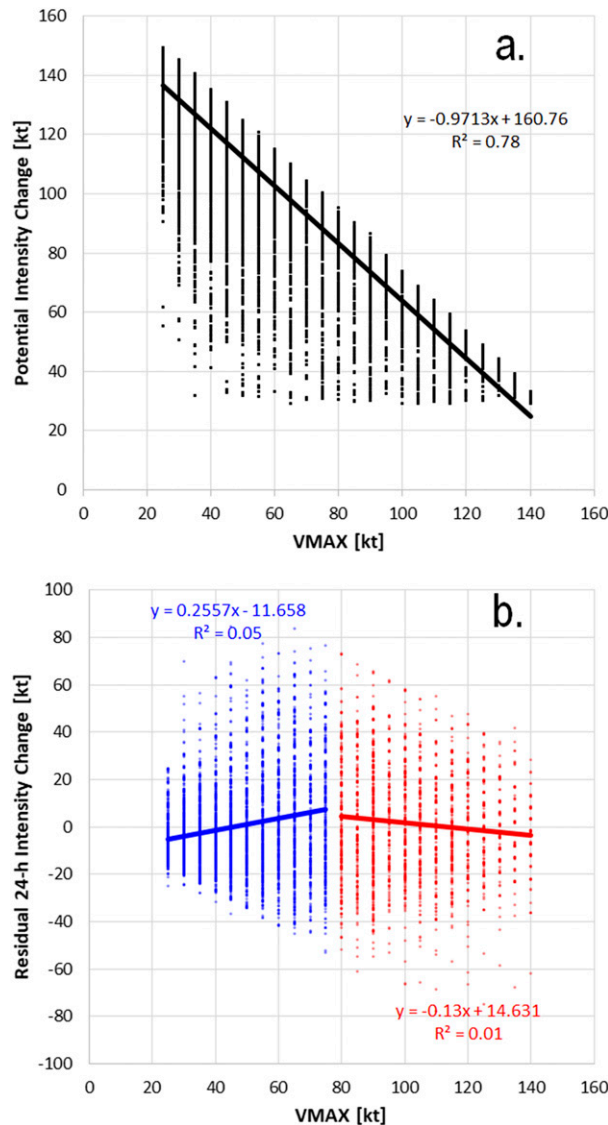 a.
160
140
120
100
80
60
40
20
0
Potential Intensity Change [kt]
y = -0.9713x + 160.76
R² = 0.78
0 20 40 60 80 100 120 140 160
VMAX [kt]
b.
100
80
60
40
20
0
-20
-40
-60
-80
-100
Residual 24-h Intensity Change [kt]
y = 0.2557x - 11.658
R² = 0.05
y = -0.13x + 14.631
R² = 0.01
0 20 40 60 80 100 120 140 160
VMAX [kt]